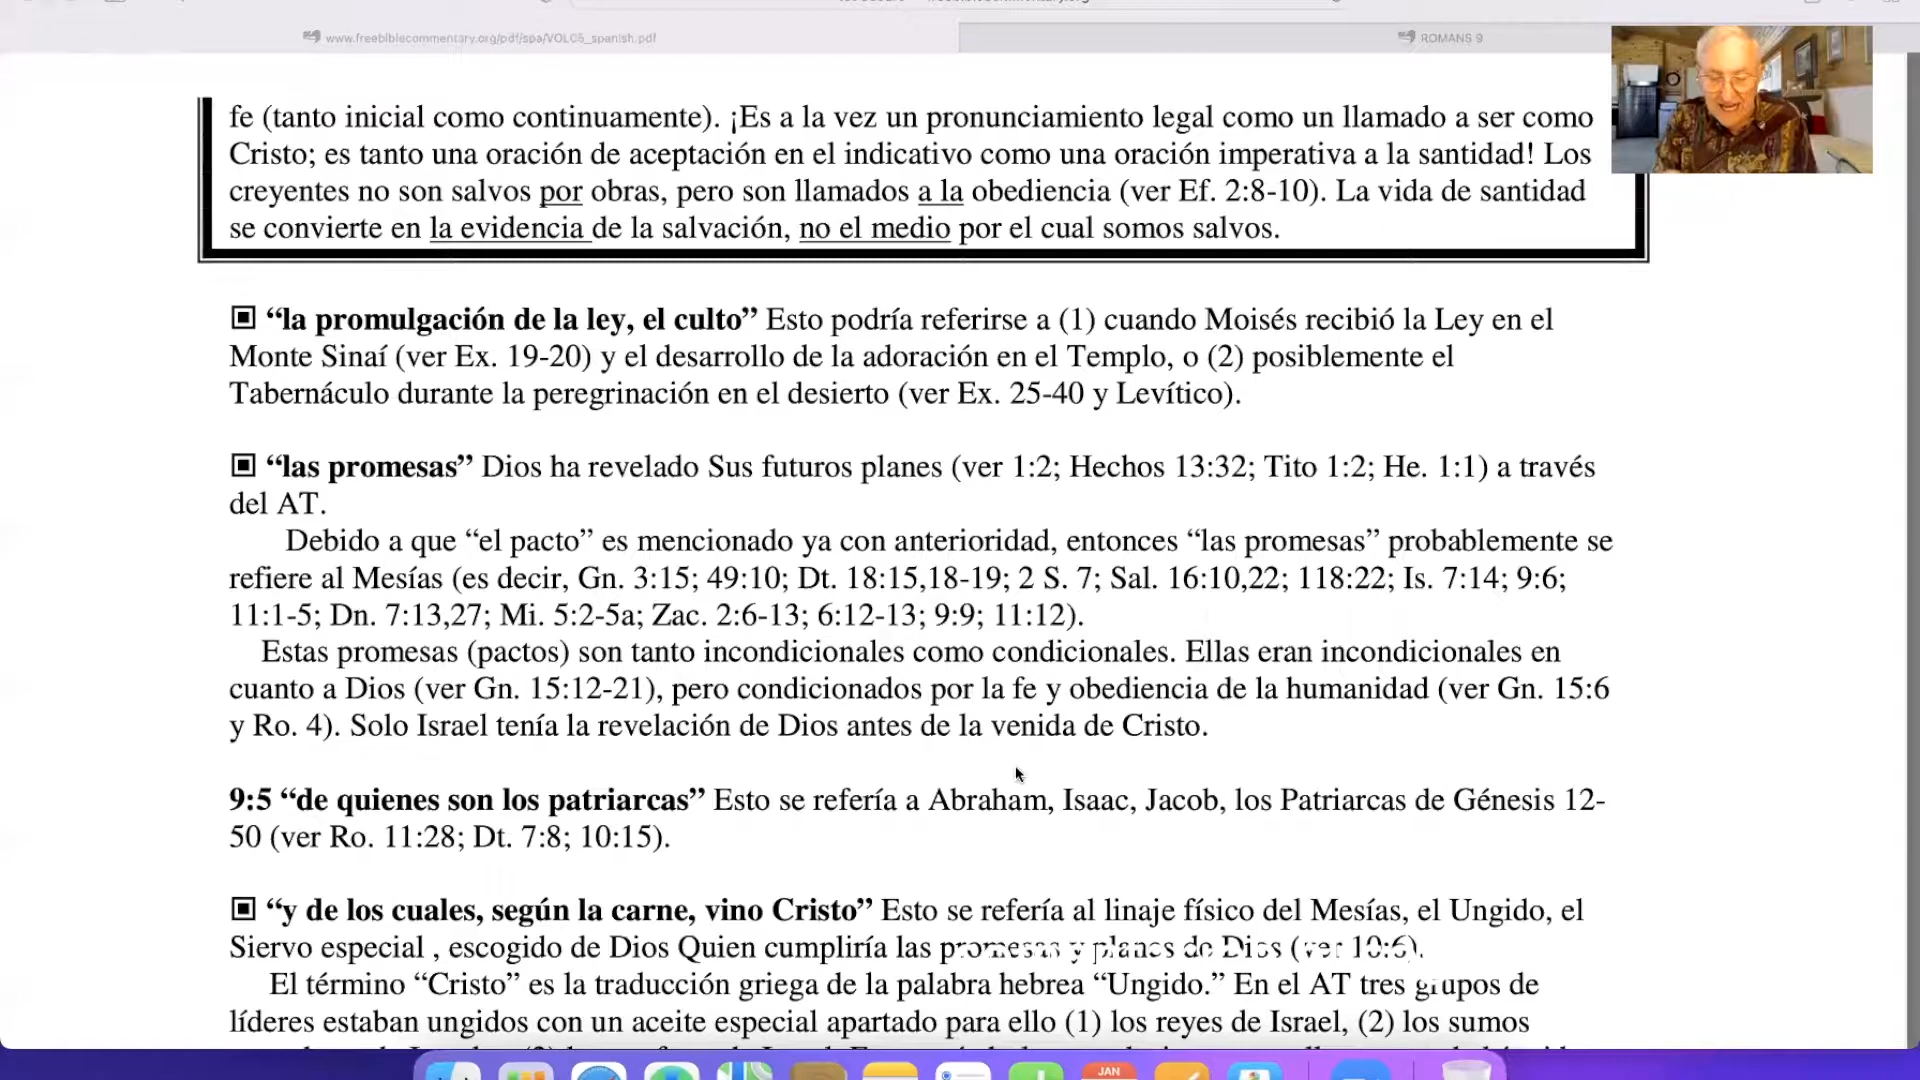 www.freebiblecommentary.org/pdf/spa/VOL05_spanish.pdf
ROMANS 9
fe (tanto inicial como continuamente). ¡Es a la vez un pronunciamiento legal como un llamado a ser como
Cristo; es tanto una oración de aceptación en el indicativo como una oración imperativa a la santidad! Los
creyentes no son salvos por obras, pero son llamados a la obediencia (ver Ef. 2:8-10). La vida de santidad
se convierte en la evidencia de la salvación, no el medio por el cual somos salvos.
“la promulgación de la ley, el culto” Esto podría referirse a (1) cuando Moisés recibió la Ley en el
Monte Sinaí (ver Ex. 19-20) y el desarrollo de la adoración en el Templo, o (2) posiblemente el
Tabernáculo durante la peregrinación en el desierto (ver Ex. 25-40 y Levítico).
“las promesas” Dios ha revelado Sus futuros planes (ver 1:2; Hechos 13:32; Tito 1:2; He. 1:1) a través
del AT.
Debido a que “el pacto” es mencionado ya con anterioridad, entonces “las promesas” probablemente se
refiere al Mesías (es decir, Gn. 3:15; 49:10; Dt. 18:15,18-19; 2 S. 7; Sal. 16:10,22; 118:22; Is. 7:14; 9:6;
11:1-5; Dn. 7:13,27; Mi. 5:2-5a; Zac. 2:6-13; 6:12-13; 9:9; 11:12).
Estas promesas (pactos) son tanto incondicionales como condicionales. Ellas eran incondicionales en
cuanto a Dios (ver Gn. 15:12-21), pero condicionados por la fe y obediencia de la humanidad (ver Gn. 15:6
y Ro. 4). Solo Israel tenía la revelación de Dios antes de la venida de Cristo.
9:5 “de quienes son los patriarcas” Esto se refería a Abraham, Isaac, Jacob, los Patriarcas de Génesis 12-
50 (ver Ro. 11:28; Dt. 7:8; 10:15).
“y de los cuales, según la carne, vino Cristo” Esto se refería al linaje físico del Mesías, el Ungido, el
Siervo especial , escogido de Dios Quien cumpliría las promesas y planes de Dios (ver 10:6).
El término “Cristo” es la traducción griega de la palabra hebrea “Ungido.” En el AT tres grupos de
líderes estaban ungidos con un aceite especial apartado para ello (1) los reyes de Israel, (2) los sumos
JAN